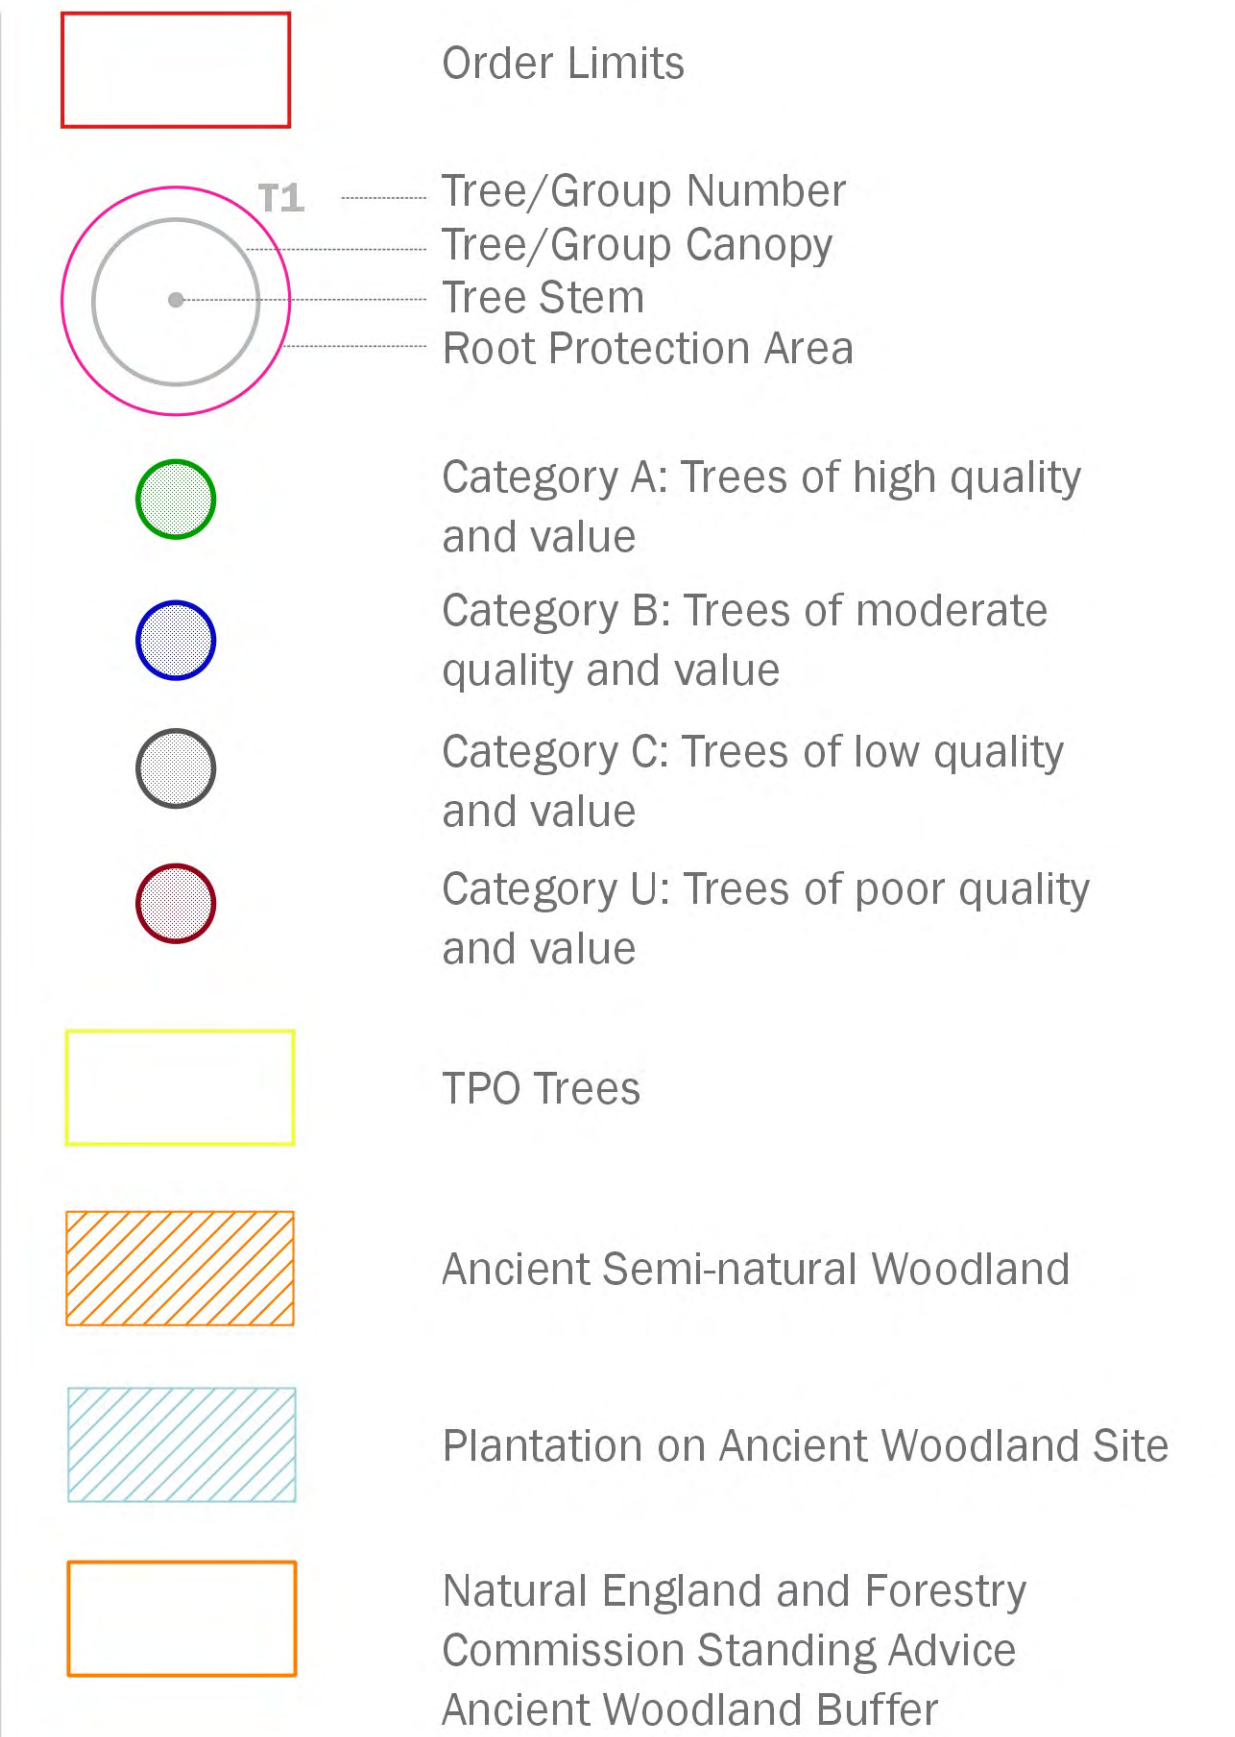 Order Limits
T1
Tree/Group Number
Tree/Group Canopy
Tree Stem
Root Protection Area
Category A: Trees of high quality
and value
Category B: Trees of moderate
quality and value
Category C: Trees of low quality
and value
Category U: Trees of poor quality
and value
TPO Trees
Ancient Semi-natural Woodland
Plantation on Ancient Woodland Site
Natural England and Forestry
Commission Standing Advice
Ancient Woodland Buffer